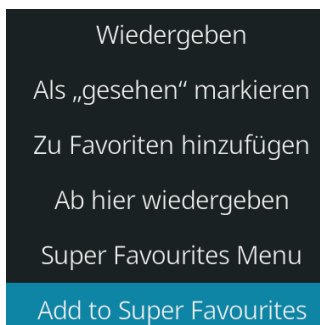 Wiedergeben
Als „gesehen“ markieren
Zu Favoriten hinzufügen
Ab hier wiedergeben
Super Favourites Menu
Add to Super Favourites